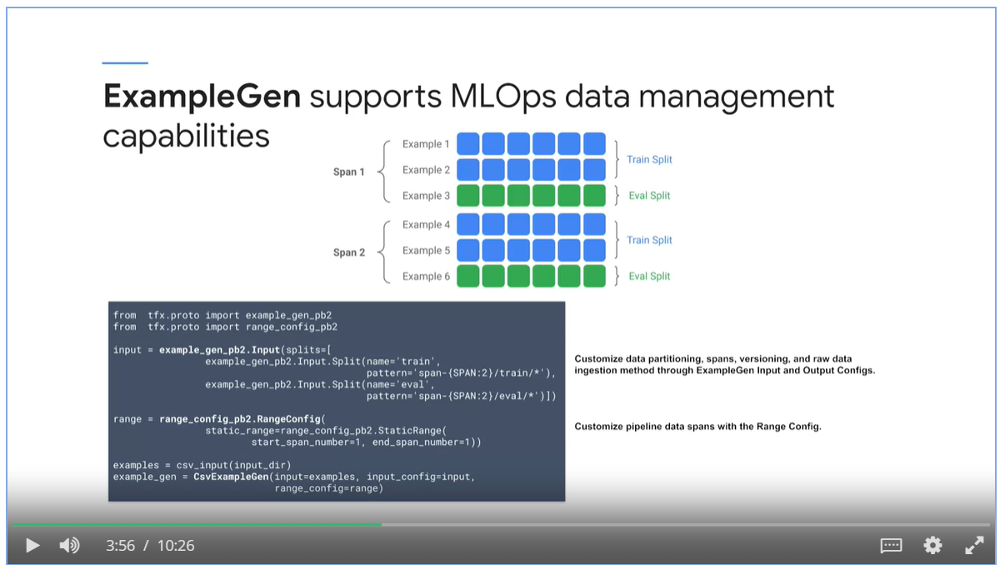 ExampleGen supports MLOps data management
capabilities
Span 1
Example 1
Example 2
Example 3
Train Split
Eval Split
Span 2
Example 4
Example 5
Example 6
Train Split
Eval Split
from  tfx.proto import example_gen_pb2
from  tfx.proto import range_config_pb2
input = example_gen_pb2.Input(splits=[
example_gen_pb2.Input.Split(name='train',
pattern='span-{SPAN:2}/train/*'),
example_gen_pb2.Input.Split(name='eval',
pattern='span-{SPAN:2}/eval/*')])
range = range_config_pb2.RangeConfig(
static_range=range_config_pb2.StaticRange(
start_span_number=1, end_span_number=1))
examples = csv_input(input_dir)
example_gen = CsvExampleGen(input=examples, input_config=input,
range_config=range)
Customize data partitioning, spans, versioning, and raw data
ingestion method through ExampleGen Input and Output Configs.
Customize pipeline data spans with the Range Config.
3:56 / 10:26